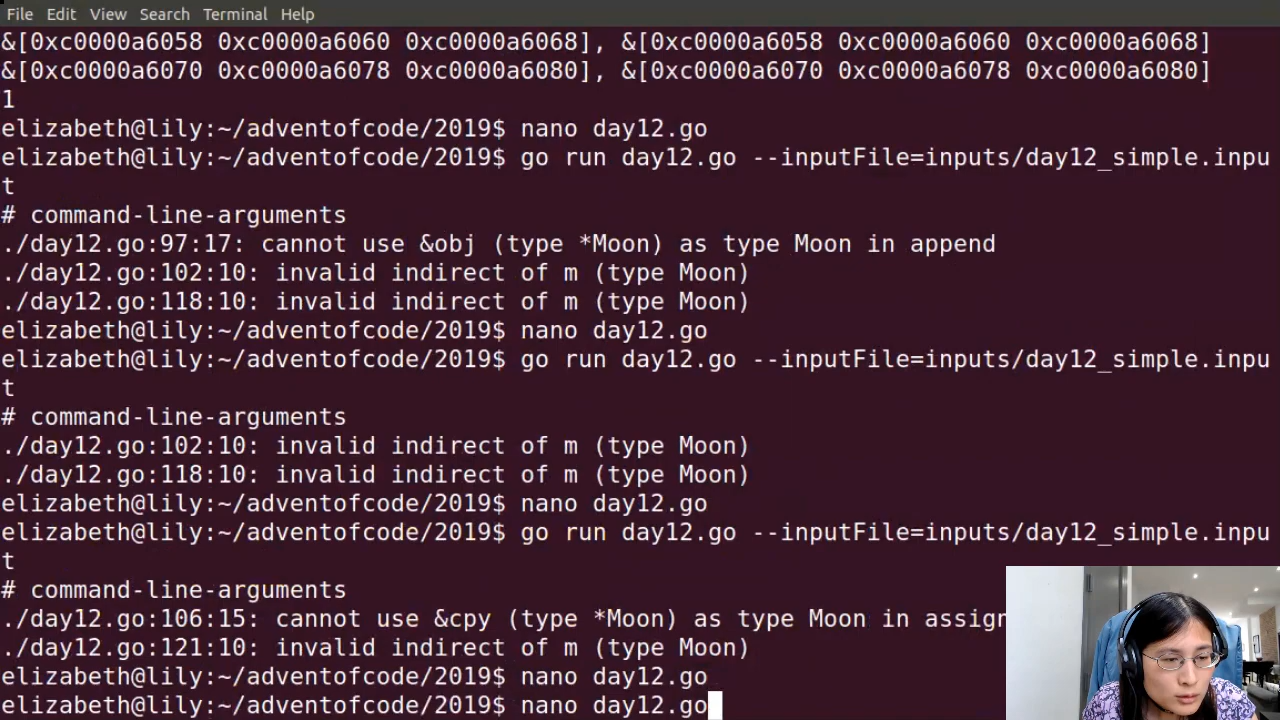 File Edit View Search Terminal Help
&[0xc0000a6058 0xc0000a6060 0xc0000a6068], &[0xc0000a6058 0xc0000a6060 0xc0000a6068]
&[0xc0000a6070 0xc0000a6078 0xc0000a6080], &[0xc0000a6070 0xc0000a6078 0xc0000a6080]
1
elizabeth@lily:~/adventofcode/2019$ nano day12.go
elizabeth@lily:~/adventofcode/2019$ go run day12.go --inputFile=inputs/day12_simple.inpu
t
# command-line-arguments
./day12.go:97:17: cannot use &obj (type *Moon) as type Moon in append
./day12.go:102:10: invalid indirect of m (type Moon)
./day12.go:118:10: invalid indirect of m (type Moon)
elizabeth@lily:~/adventofcode/2019$ nano day12.go
elizabeth@lily:~/adventofcode/2019$ go run day12.go --inputFile=inputs/day12_simple.inpu
t
# command-line-arguments
./day12.go:102:10: invalid indirect of m (type Moon)
./day12.go:118:10: invalid indirect of m (type Moon)
elizabeth@lily:~/adventofcode/2019$ nano day12.go
elizabeth@lily:~/adventofcode/2019$ go run day12.go --inputFile=inputs/day12_simple.inpu
t
# command-line-arguments
./day12.go:106:15: cannot use &cpy (type *Moon) as type Moon in assign
./day12.go:121:10: invalid indirect of m (type Moon)
elizabeth@lily:~/adventofcode/2019$ nano day12.go
elizabeth@lily:~/adventofcode/2019$ nano day12.go